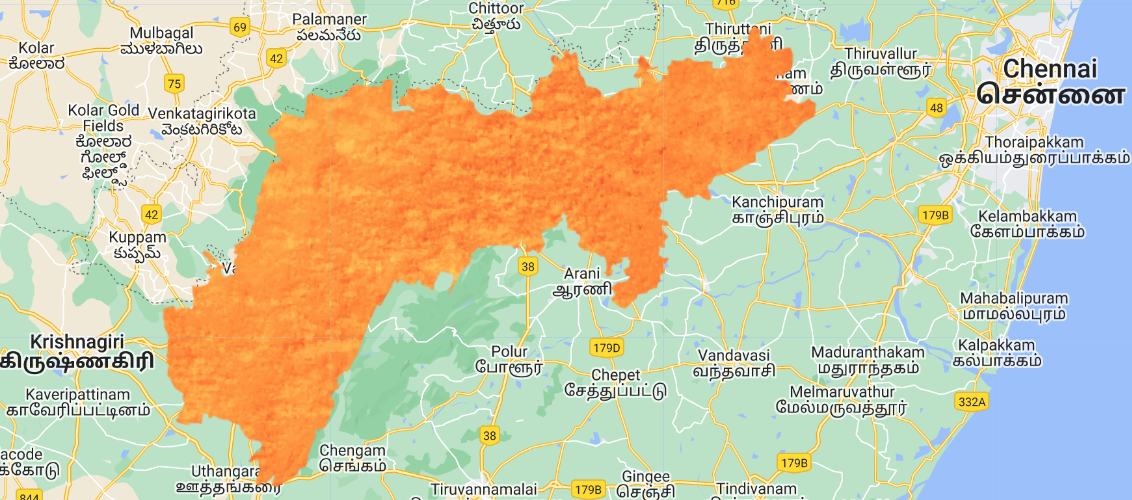 716
Chittoor
சித்தூரு
Palamaner
పలమనేరు
Mulbagal
ಮುಳಬಾಗಿಲು
69
Kolar
ಕೋಲಾರ
42
Thiruttani
Thiruvallur
திருவள்ளூர்
Chennai
சென்னை
75
Kolar Gold
Fields
ಕೋಲಾರ
ಗೋಲ್ಡ್
ಫೀಲ್ಡ್ಸ್
Venkatagirikota
వెంకటగిరికోట
48
Thoraipakkam
ஒக்கியம்துரைப்பாக்கம்
42
Kanchipuram
காஞ்சிபுரம்
179B
Kelambakkam
கேளம்பாக்கம்
Kuppam
కుప్పమ్
38
Arani
ஆரணி
Mahabalipuram
மாமல்லபுரம்
Krishnagiri
கிருஷ்ணகிரி
179D
Polur
போளூர்
Vandavasi
வந்தவாசி
Maduranthakam
மதுராந்தகம்
Kalpakkam
கல்பாக்கம்
Chepet
சேத்துப்பட்டு
Kaveripattinam
காவேரிப்பட்டினம்
Melmaruvathur
மேல்மருவத்தூர்
332A
38
Chengam
செங்கம்
179B
Uthangarai
ஊத்தங்கரை
Gingee
செஞ்சி
Tiruvannamalai
179B
Tindivanam
844